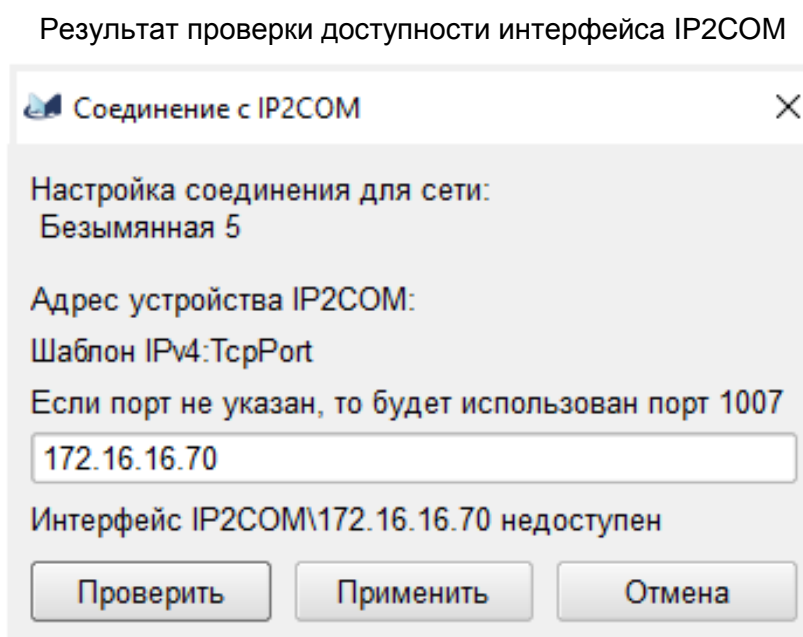 Результат проверки доступности интерфейса IP2COM
Соединение с IP2COM
Настройка соединения для сети:
Безымянная 5
Адрес устройства IP2COM:
Шаблон IPv4:TcpPort
Если порт не указан, то будет использован порт 1007
172.16.16.70
Интерфейс IP2COM\172.16.16.70 недоступен
Проверить Применить Отмена